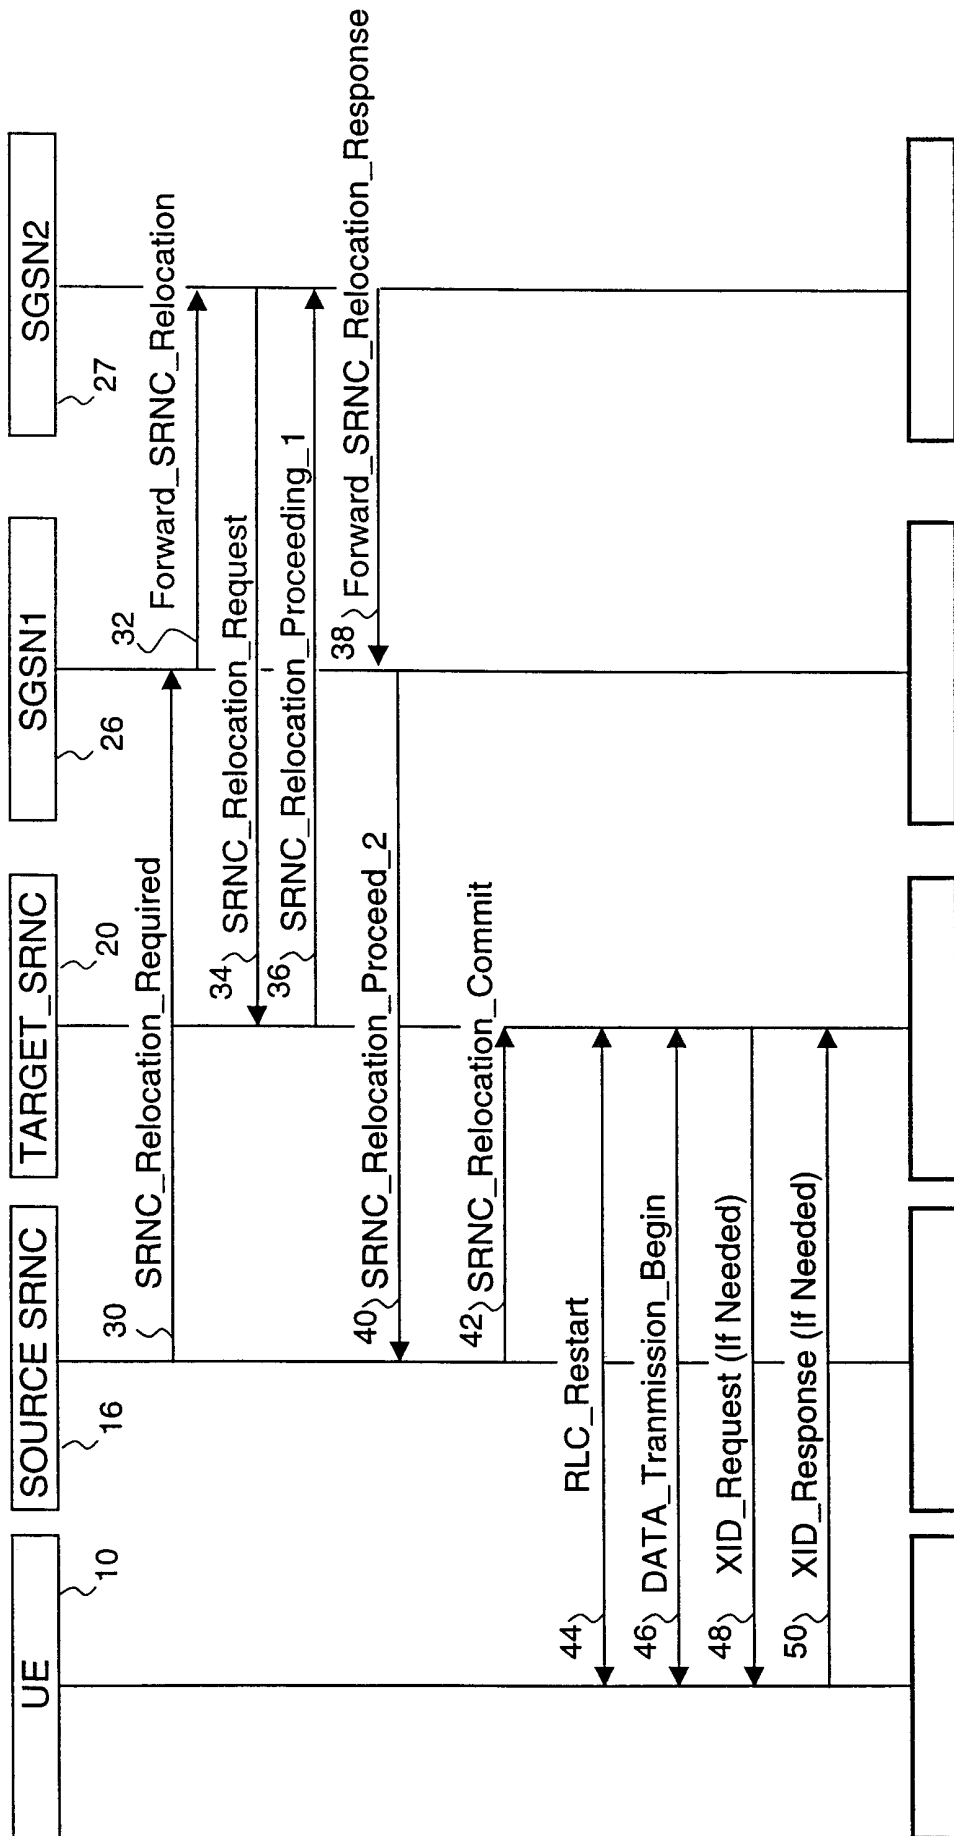 UE
10
SOURCE SRNC
16
TARGET_SRNC
20
SGSN1
26
SGSN2
27
30
SRNC_Relocation_Required
32
Forward_SRNC_Relocation
34
SRNC_Relocation_Request
36
SRNC_Relocation_Proceeding_1
38
Forward_SRNC_Relocation_Response
40
SRNC_Relocation_Proceed_2
42
SRNC_Relocation_Commit
44
RLC_Restart
46
DATA_Tranmission_Begin
48
XID_Request (If Needed)
50
XID_Response (If Needed)